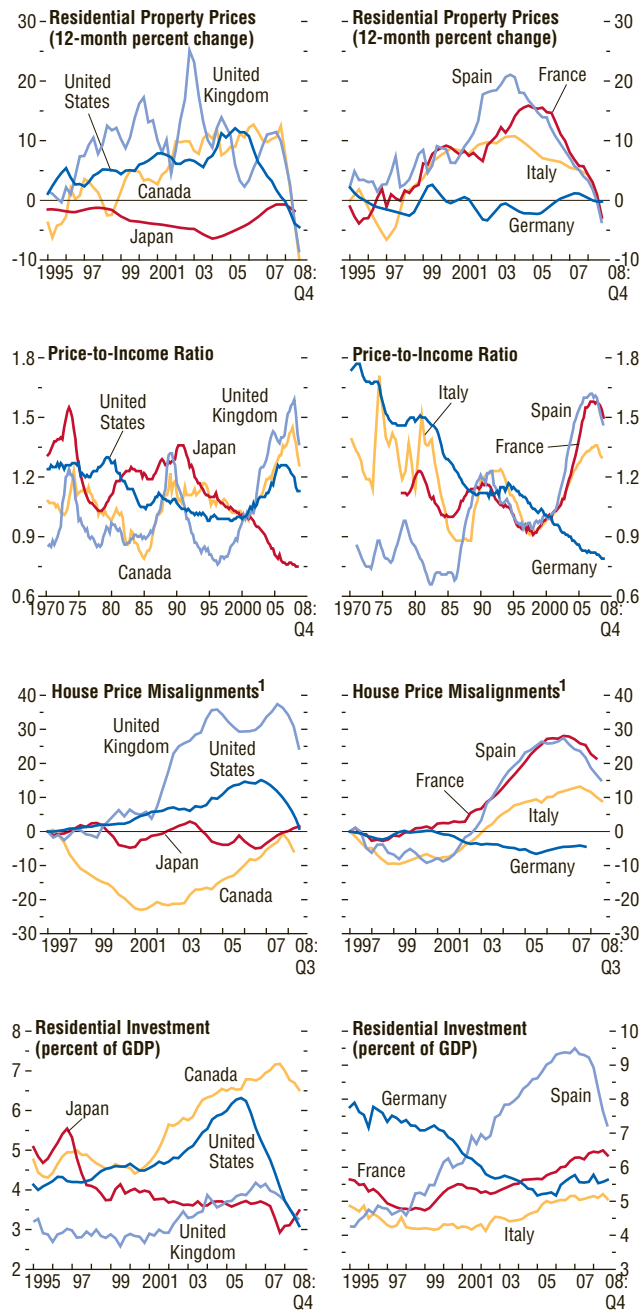 Residential Property Prices
(12-month percent change)
30
20
10
0
-10
United
States
United
Kingdom
Canada
Japan
1995 97 99 2001 03 05 07 08:
Q4
Residential Property Prices
(12-month percent change)
30
20
10
0
-10
Spain
France
Italy
Germany
1995 97 99 2001 03 05 07 08:
Q4
Price-to-Income Ratio
1.8
1.5
1.2
0.9
0.6
United
States
United
Kingdom
Japan
Canada
1970 75 80 85 90 95 2000 08:
Q4
Price-to-Income Ratio
1.8
1.5
1.2
0.9
0.6
Italy
Spain
France
Germany
1970 75 80 85 90 95 2000 08:
Q4
House Price Misalignments1
40
30
20
10
0
-10
-20
-30
United
Kingdom
United
States
Japan
Canada
1997 99 2001 03 05 07 08:
Q3
House Price Misalignments1
40
30
20
10
0
-10
-20
-30
Spain
France
Italy
Germany
1997 99 2001 03 05 07 08:
Q3
Residential Investment
(percent of GDP)
8
7
6
5
4
3
2
Canada
Japan
United
States
United
Kingdom
1995 97 99 2001 03 05 07 08:
Q4
Residential Investment
(percent of GDP)
10
9
8
7
6
5
4
3
Germany
Spain
France
Italy
1995 97 99 2001 03 05 07 08:
Q4